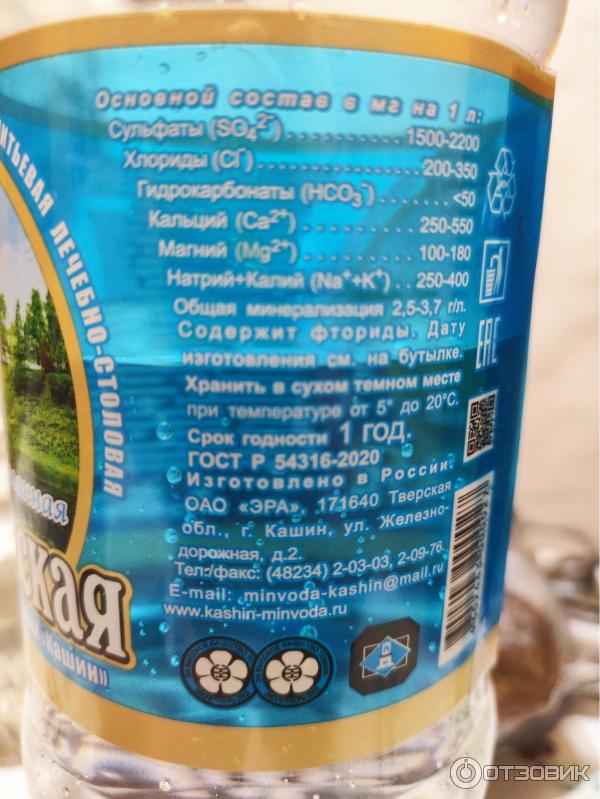 Основной состав в мг на 1 л:
Сульфаты (SO₄²⁻) 1500-2200
Хлориды (Cl⁻) 200-350
Гидрокарбонаты (HCO₃⁻) <50
Кальций (Ca²⁺) 250-550
Магний (Mg²⁺) 100-180
Натрий+Калий (Na⁺+K⁺) 250-400
Общая минерализация 2,5-3,7 г/л.
Содержит фториды. Дату
изготовления см. на бутылке.
Хранить в сухом темном месте
при температуре от 5° до 20°С.
Срок годности 1 ГОД.
ГОСТ Р 54316-2020
Изготовлено в России:
ОАО «ЭРА», 171640 Тверская
обл., г. Кашин, ул. Железно-
дорожная, д.2.
Тел:/факс: (48234) 2-03-03, 2-09-76.
E-mail: minvoda-kashin@mail.ru
www.kashin-minvoda.ru
ЛЕЧЕБНО-СТОЛОВАЯ
ская
«Кашин»
EAC
ОТЗОВИК